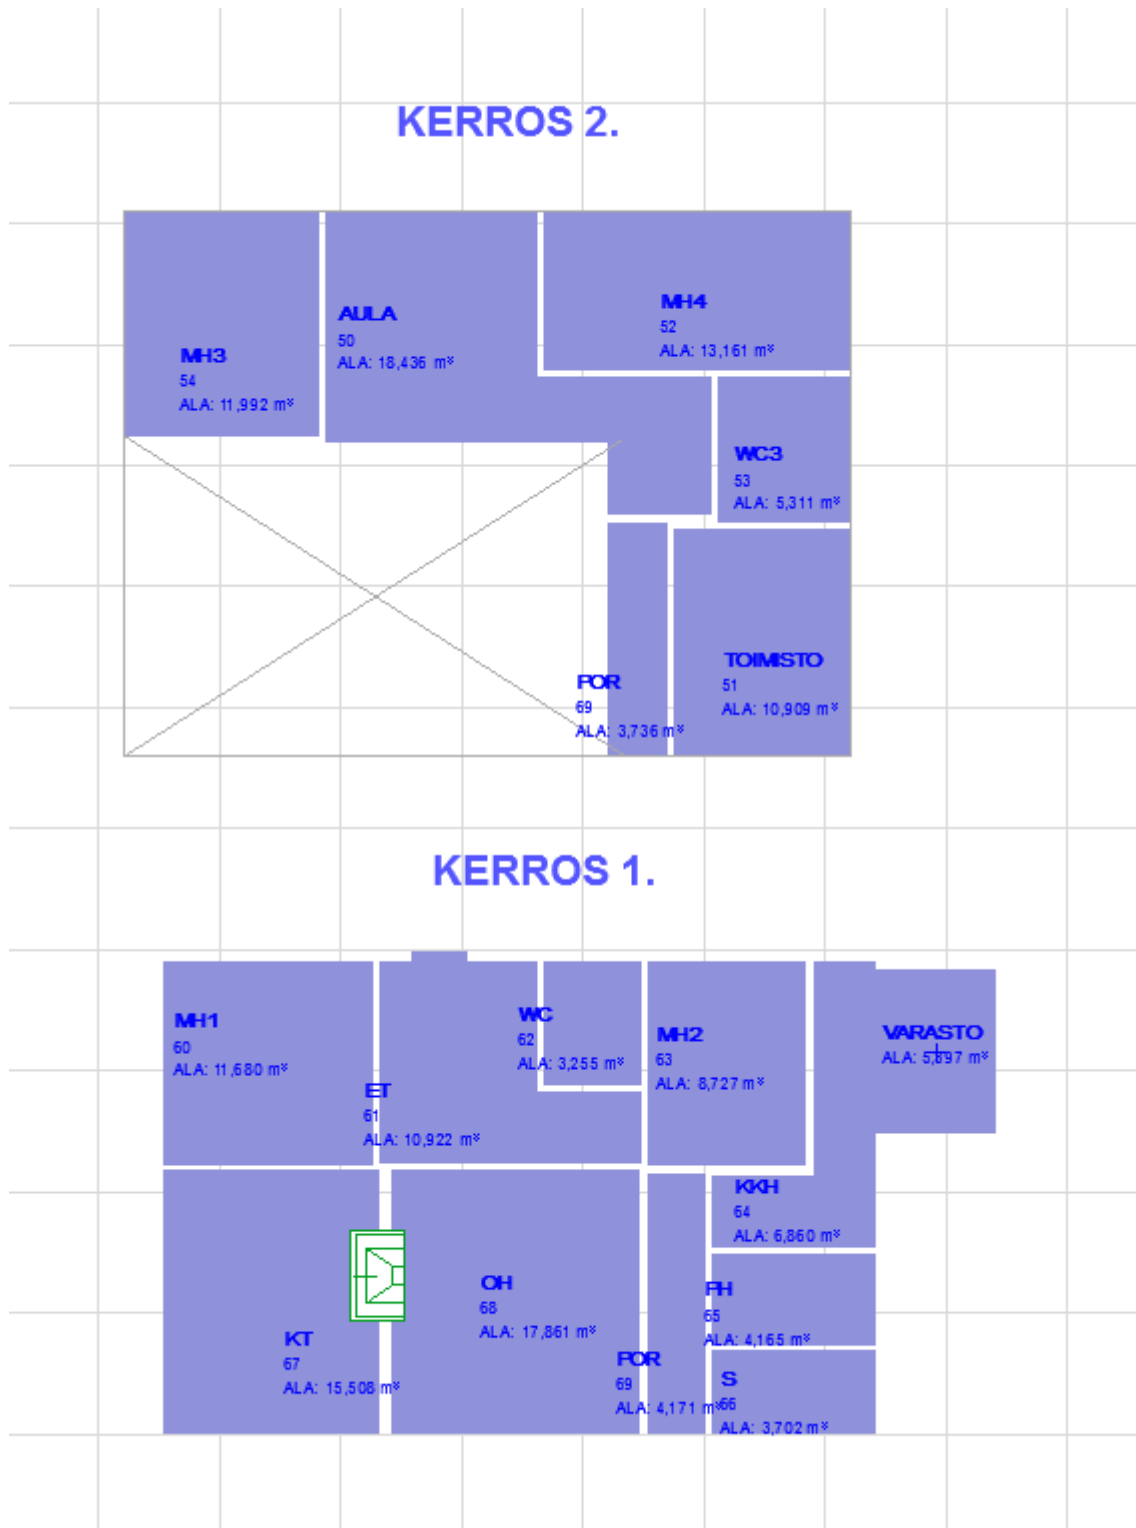 KERROS 2.
MH3
54
ALA: 11,992 m²
AULA
50
ALA: 18,436 m²
MH4
52
ALA: 13,161 m²
WC3
53
ALA: 5,311 m²
TOIMISTO
51
ALA: 10,909 m²
POR
69
ALA: 3,736 m²
KERROS 1.
MH1
60
ALA: 11,680 m²
ET
61
ALA: 10,922 m²
WC
62
ALA: 3,255 m²
MH2
63
ALA: 8,727 m²
VARASTO
ALA: 5,897 m²
KKH
64
ALA: 6,860 m²
PH
65
ALA: 4,165 m²
OH
68
ALA: 17,861 m²
KT
67
ALA: 15,508 m²
POR
69
ALA: 4,171 m²
S
66
ALA: 3,702 m²